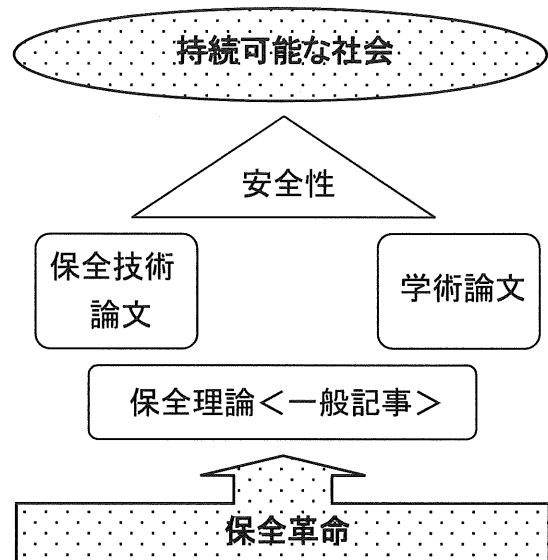 持続可能な社会
安全性
保全技術
論文
学術論文
保全理論＜一般記事＞
保全革命